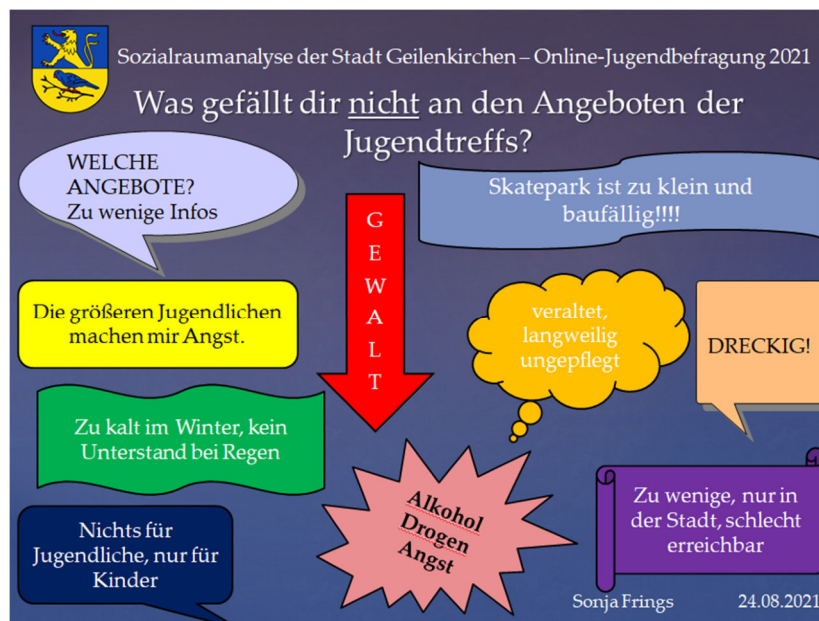 Sozialraumanalyse der Stadt Geilenkirchen – Online-Jugendbefragung 2021
Was gefällt dir nicht an den Angeboten der
Jugendtreffs?
WELCHE
ANGEBOTE?
Zu wenige Infos
Skatepark ist zu klein und
baufällig!!!!
G
E
W
A
L
T
Die größeren Jugendlichen
machen mir Angst.
veraltet,
langweilig
ungepflegt
DRECKIG!
Zu kalt im Winter, kein
Unterstand bei Regen
Alkohol
Drogen
Angst
Zu wenige, nur in
der Stadt, schlecht
erreichbar
Nichts für
Jugendliche, nur für
Kinder
Sonja Frings
24.08.2021